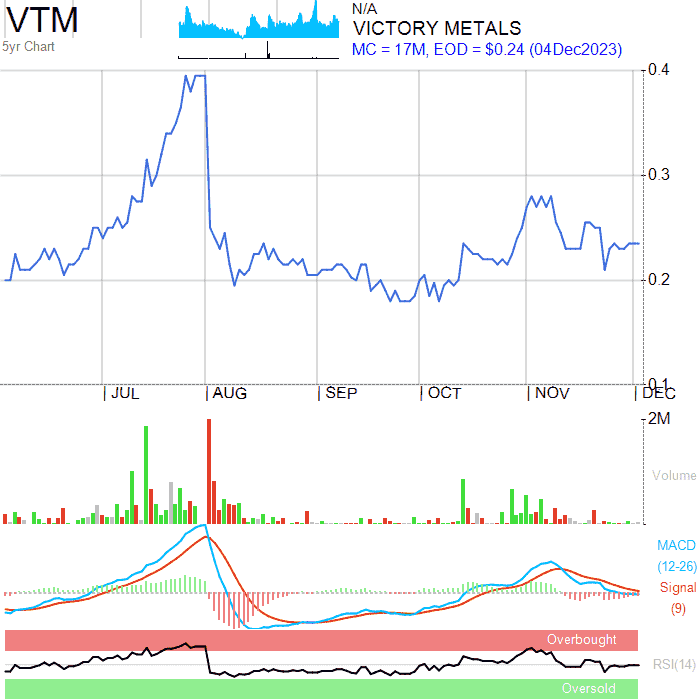 VTM
5yr Chart
N/A
VICTORY METALS
MC = 17M, EOD = $0.24 (04Dec2023)
0.4
0.3
0.2
0.1
JUL
AUG
SEP
OCT
NOV
DEC
2M
Volume
MACD
(12-26)
Signal
(9)
Overbought
RSI(14)
Oversold